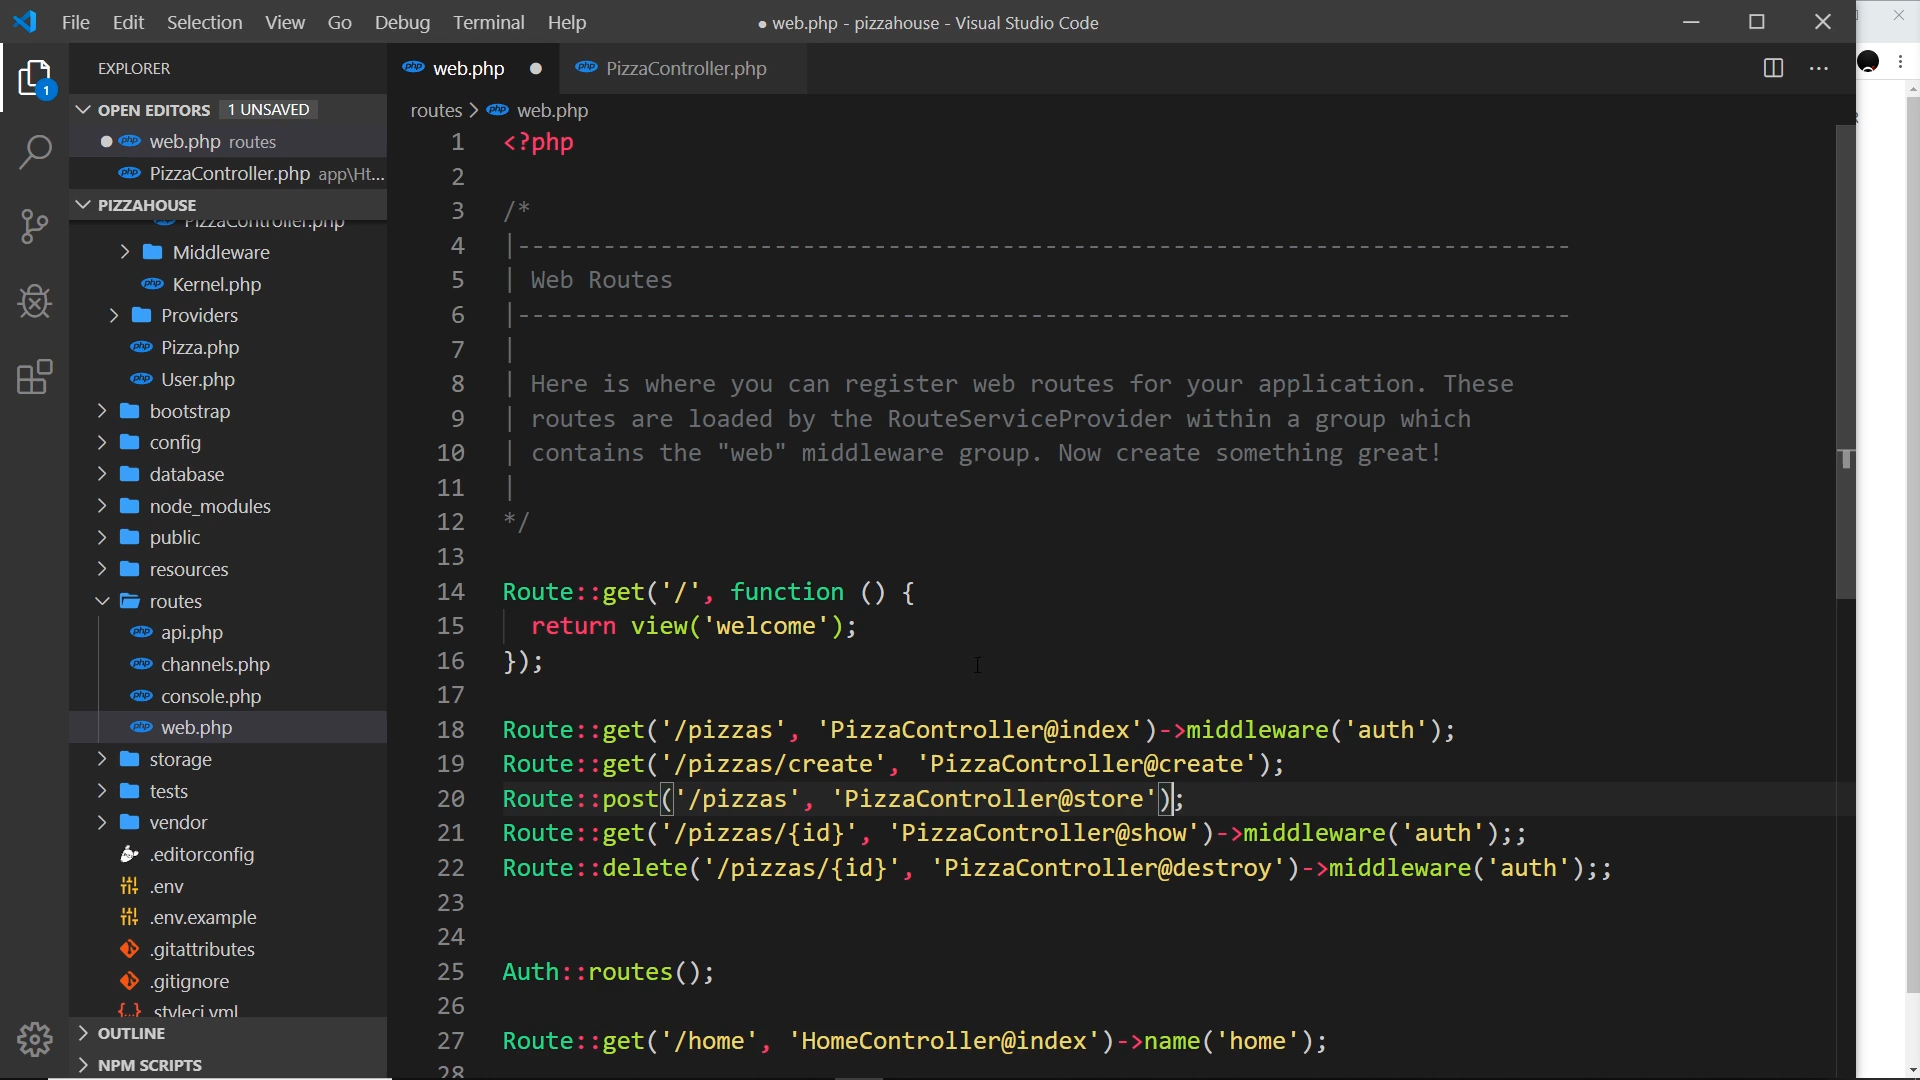 File Edit Selection View Go Debug Terminal Help
● web.php - pizzahouse - Visual Studio Code
EXPLORER
OPEN EDITORS 1 UNSAVED
web.php routes
PizzaController.php app\Ht...
PIZZAHOUSE
PizzaController.php
Middleware
Kernel.php
Providers
Pizza.php
User.php
bootstrap
config
database
node_modules
public
resources
routes
api.php
channels.php
console.php
web.php
storage
tests
vendor
.editorconfig
.env
.env.example
.gitattributes
.gitignore
.styleci.yml
OUTLINE
NPM SCRIPTS
1
web.php
PizzaController.php
routes > web.php
1 <?php
2
3 /*
4 |--------------------------------------------------------------------------
5 | Web Routes
6 |--------------------------------------------------------------------------
7 |
8 | Here is where you can register web routes for your application. These
9 | routes are loaded by the RouteServiceProvider within a group which
10 | contains the "web" middleware group. Now create something great!
11 |
12 */
13
14 Route::get('/', function () {
15 return view('welcome');
16 });
17
18 Route::get('/pizzas', 'PizzaController@index')->middleware('auth');
19 Route::get('/pizzas/create', 'PizzaController@create');
20 Route::post('/pizzas', 'PizzaController@store');
21 Route::get('/pizzas/{id}', 'PizzaController@show')->middleware('auth');;
22 Route::delete('/pizzas/{id}', 'PizzaController@destroy')->middleware('auth');;
23
24
25 Auth::routes();
26
27 Route::get('/home', 'HomeController@index')->name('home');
28